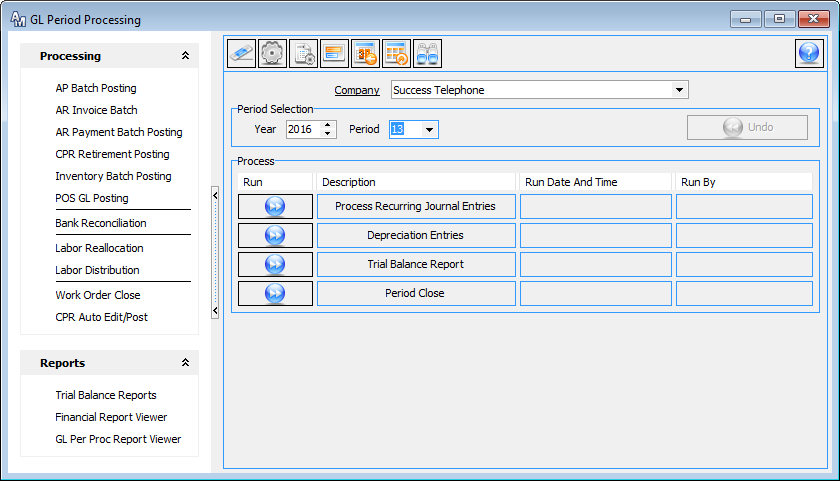 AM GL Period Processing
Processing
AP Batch Posting
AR Invoice Batch
AR Payment Batch Posting
CPR Retirement Posting
Inventory Batch Posting
POS GL Posting
Bank Reconciliation
Labor Reallocation
Labor Distribution
Work Order Close
CPR Auto Edit/Post
Reports
Trial Balance Reports
Financial Report Viewer
GL Per Proc Report Viewer
?
Company Success Telephone
Period Selection
Year 2016 Period 13 Undo
Process
Run Description Run Date And Time Run By
Process Recurring Journal Entries
Depreciation Entries
Trial Balance Report
Period Close